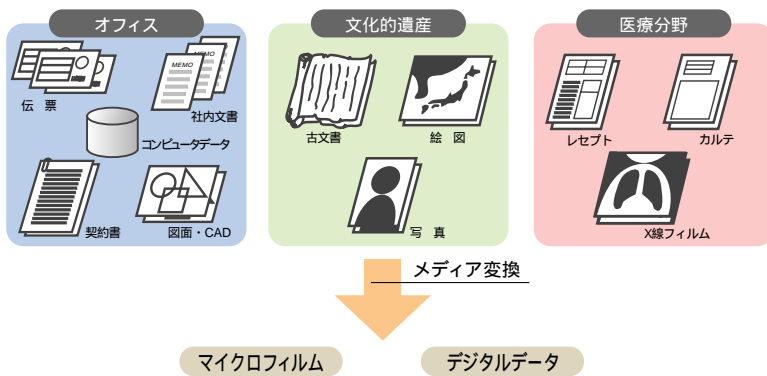 オフィス
伝 票
MEMO
MEMO
社内文書
コンピュータデータ
契約書
図面・CAD
文化的遺産
古文書
絵 図
写 真
医療分野
レセプト
カルテ
X線フィルム
メディア変換
マイクロフィルム
デジタルデータ